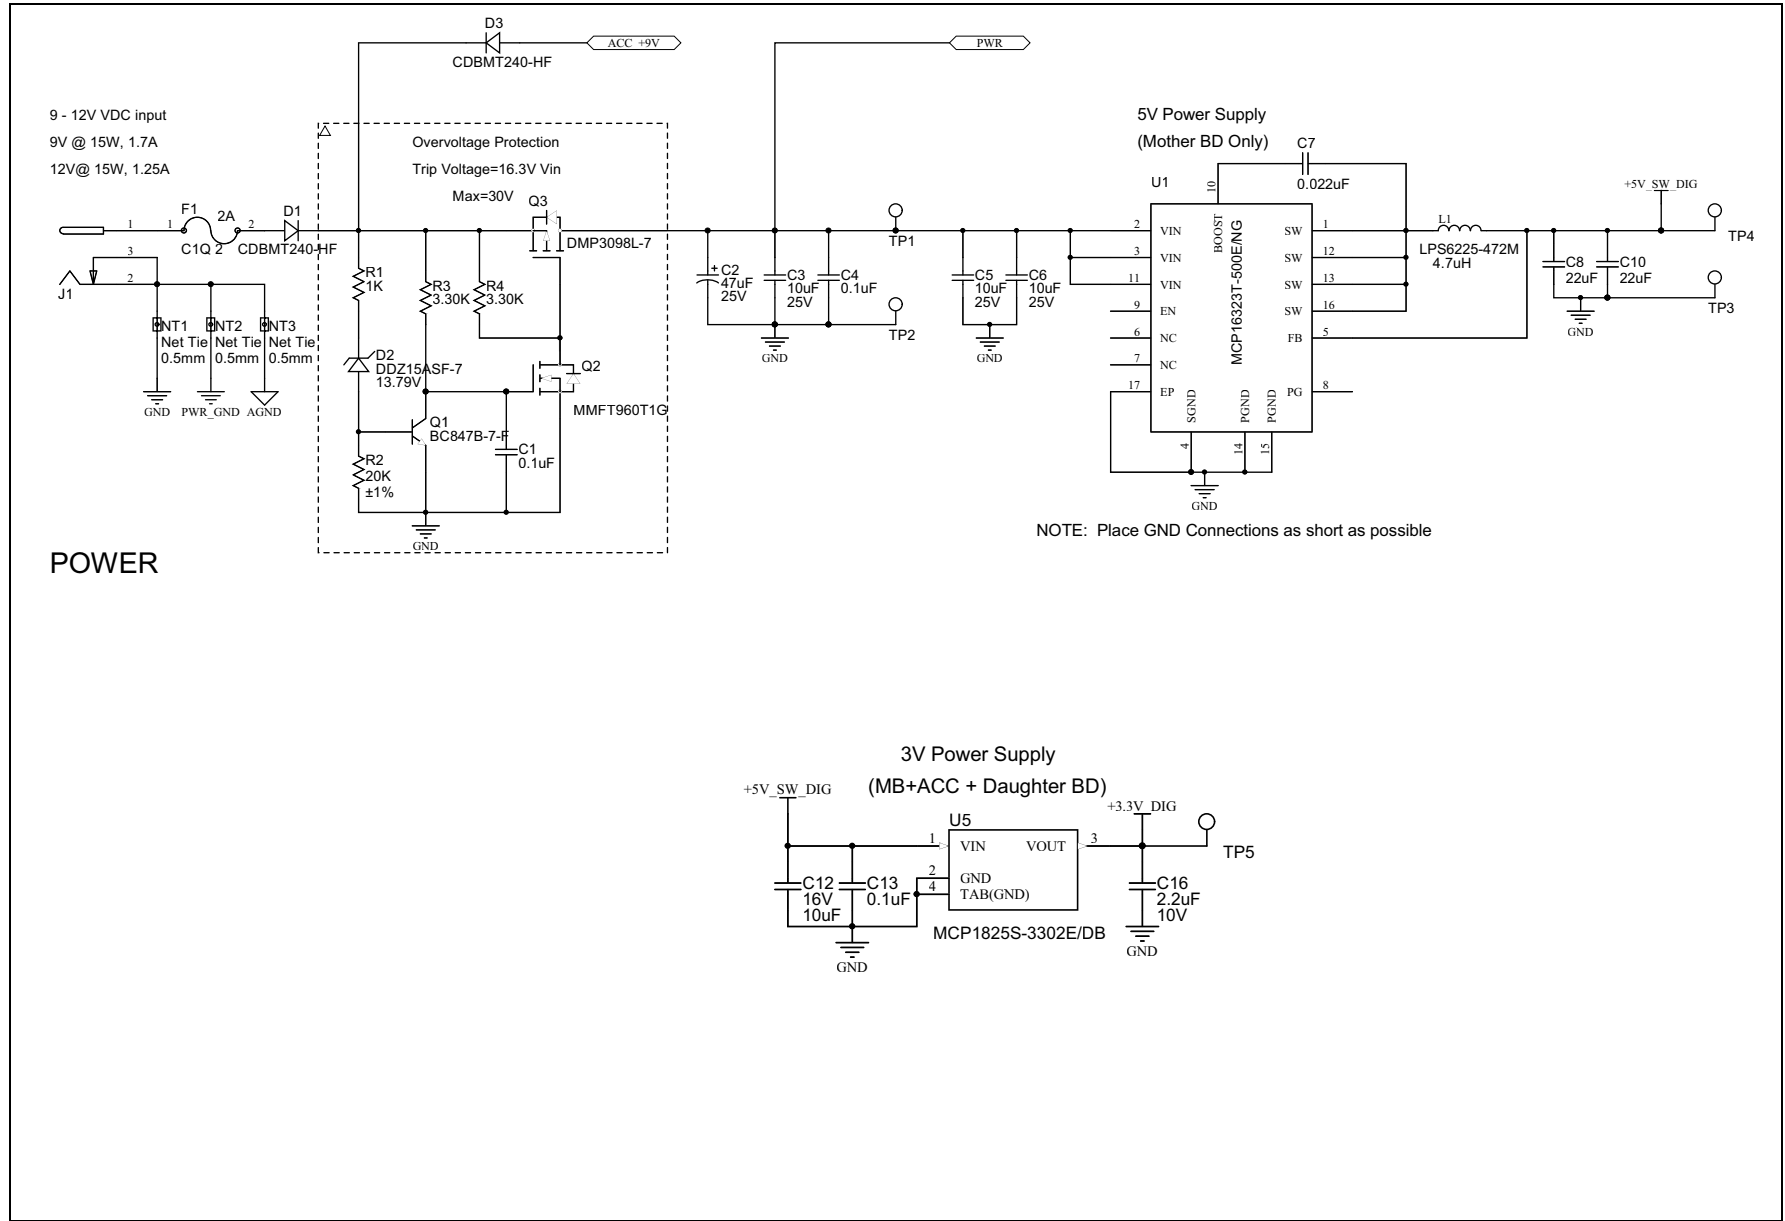 D3
ACC +9V
CDBMT240-HF
PWR
9 - 12V VDC input
9V @ 15W, 1.7A
12V@ 15W, 1.25A
Overvoltage Protection
Trip Voltage=16.3V Vin
Max=30V
5V Power Supply
(Mother BD Only)
C7
0.022uF
U1
10
BOOST
+5V_SW_DIG
F1
2A
D1
1
1
2
C1Q 2
CDBMT240-HF
3
2
J1
Q3
DMP3098L-7
R1
1K
R3
3.30K
R4
3.30K
NT1
Net Tie
0.5mm
NT2
Net Tie
0.5mm
NT3
Net Tie
0.5mm
GND
PWR_GND
AGND
D2
DDZ15ASF-7
13.79V
Q2
MMFT960T1G
Q1
BC847B-7-F
R2
20K
±1%
C1
0.1uF
GND
C2
47uF
25V
+
C3
10uF
25V
C4
0.1uF
GND
TP1
TP2
C5
10uF
25V
C6
10uF
25V
GND
2 VIN
3 VIN
11 VIN
9 EN
6 NC
7 NC
17 EP
MCP16323T-500E/NG
SW 1
SW 12
SW 13
SW 16
FB 5
PG 8
SGND
PGND
PGND
4
14
15
GND
L1
LPS6225-472M
4.7uH
C8
22uF
C10
22uF
GND
TP4
TP3
NOTE: Place GND Connections as short as possible
POWER
3V Power Supply
(MB+ACC + Daughter BD)
+5V_SW_DIG
+3.3V_DIG
U5
1 VIN
VOUT 3
2 GND
4 TAB(GND)
TP5
C12
16V
10uF
C13
0.1uF
C16
2.2uF
10V
MCP1825S-3302E/DB
GND
GND